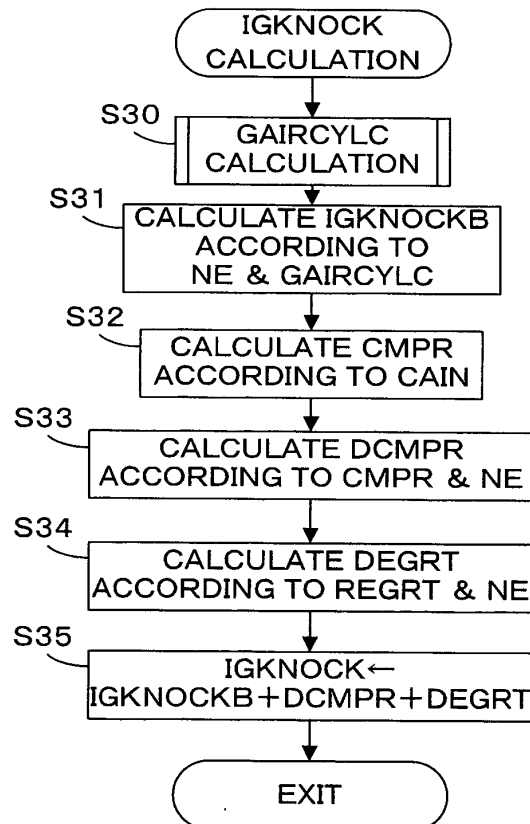 IGKNOCK
CALCULATION
S30
GAIRCYLC
CALCULATION
S31
CALCULATE IGKNOCKB
ACCORDING TO
NE & GAIRCYLC
S32
CALCULATE CMPR
ACCORDING TO CAIN
S33
CALCULATE DCMPR
ACCORDING TO CMPR & NE
S34
CALCULATE DEGRT
ACCORDING TO REGRT & NE
S35
IGKNOCK←
IGKNOCKB+DCMPR+DEGRT
EXIT